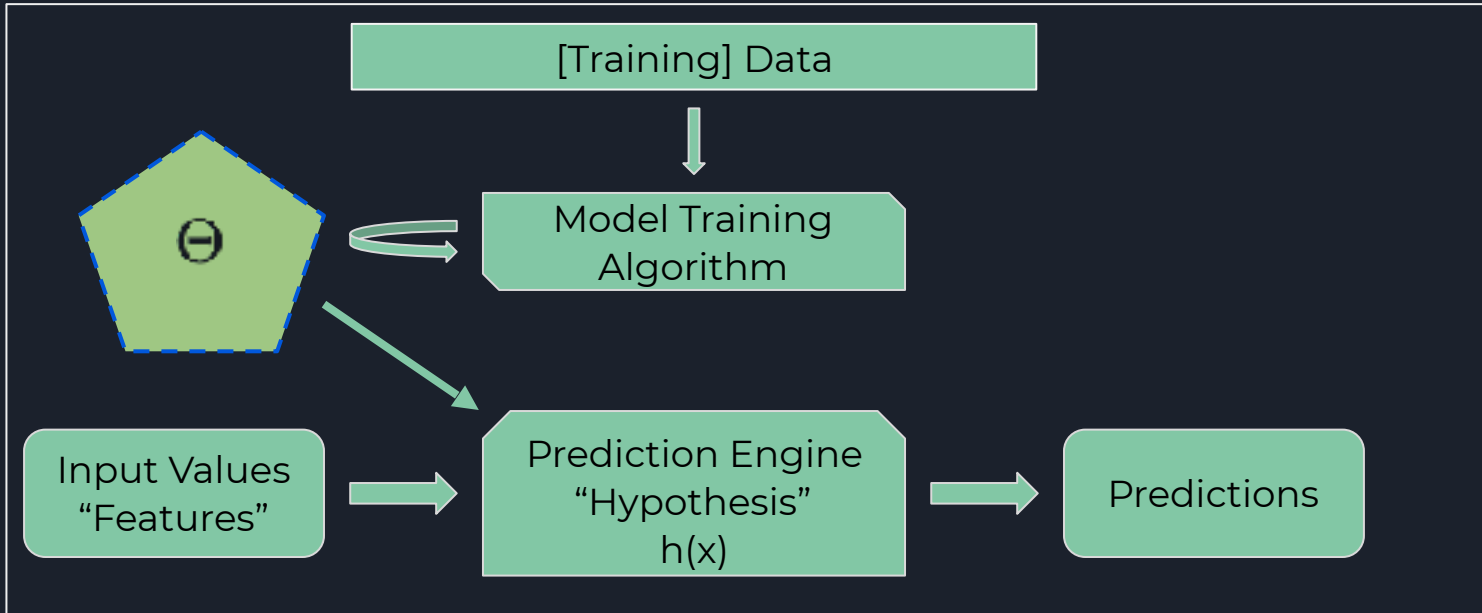 [Training] Data
Θ
Model Training
Algorithm
Input Values
“Features”
Prediction Engine
“Hypothesis”
h(x)
Predictions